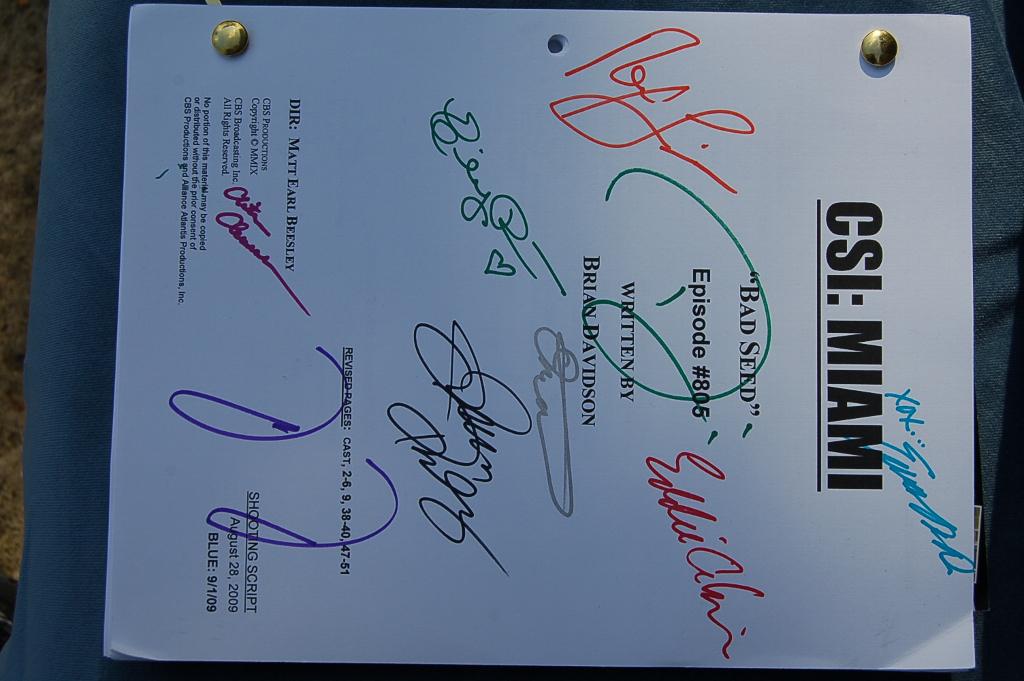 CSI: MIAMI
"BAD SEED"
Episode #805
WRITTEN BY
BRIAN DAVIDSON
DIR: MATT EARL BEESLEY
CBS PRODUCTIONS
Copyright © MMIX
CBS Broadcasting Inc.
All Rights Reserved.
No portion of this material may be copied
or distributed without the prior consent of
CBS Productions and Alliance Atlantis Productions, Inc.
REVISED PAGES: CAST, 2-6, 9, 38-40, 47-51
SHOOTING SCRIPT
August 28, 2009
BLUE: 9/1/09
Eddie